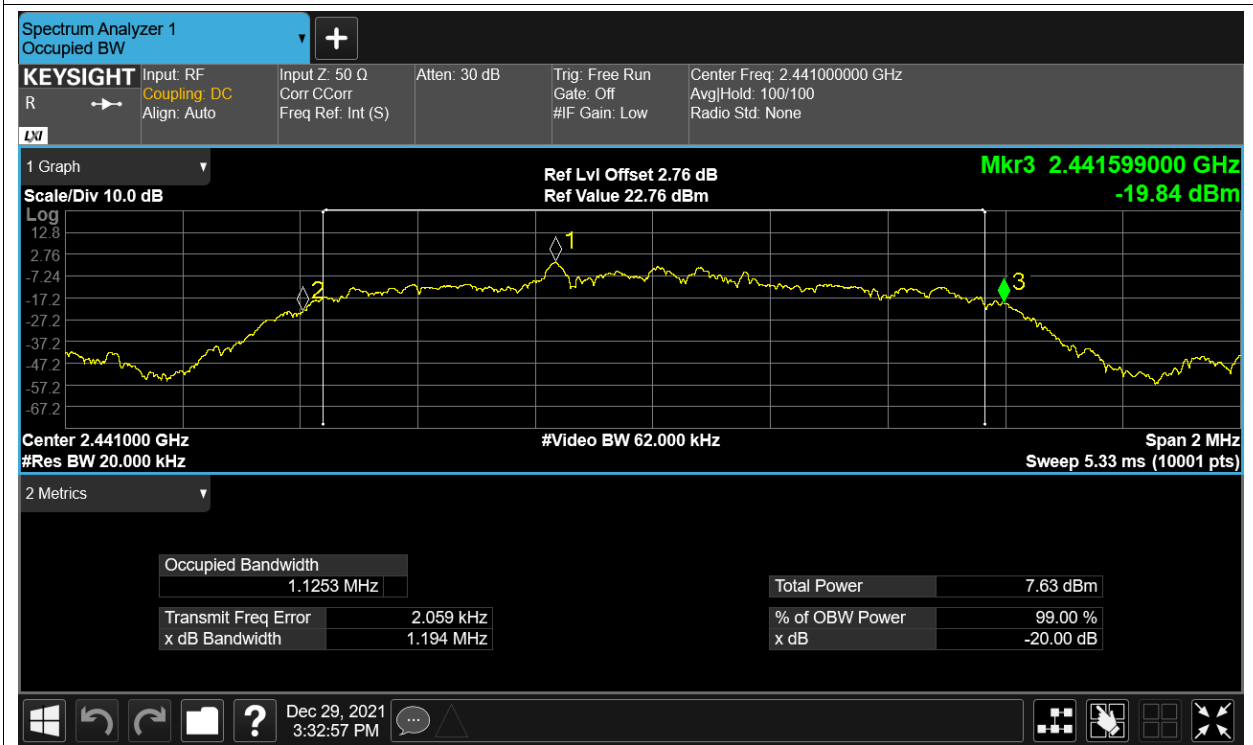 Spectrum Analyzer 1
Occupied BW
KEYSIGHT
R
LXI
Input: RF
Coupling: DC
Align: Auto
Input Z: 50 Ω
Corr CCorr
Freq Ref: Int (S)
Atten: 30 dB
Trig: Free Run
Gate: Off
#IF Gain: Low
Center Freq: 2.441000000 GHz
Avg|Hold: 100/100
Radio Std: None
1 Graph
Scale/Div 10.0 dB
Ref Lvl Offset 2.76 dB
Ref Value 22.76 dBm
Mkr3 2.441599000 GHz
-19.84 dBm
Log
12.8
2.76
-7.24
-17.2
-27.2
-37.2
-47.2
-57.2
-67.2
1
2
3
Center 2.441000 GHz
#Res BW 20.000 kHz
#Video BW 62.000 kHz
Span 2 MHz
Sweep 5.33 ms (10001 pts)
2 Metrics
Occupied Bandwidth
1.1253 MHz
Transmit Freq Error 2.059 kHz
x dB Bandwidth 1.194 MHz
Total Power 7.63 dBm
% of OBW Power 99.00 %
x dB -20.00 dB
?
Dec 29, 2021
3:32:57 PM